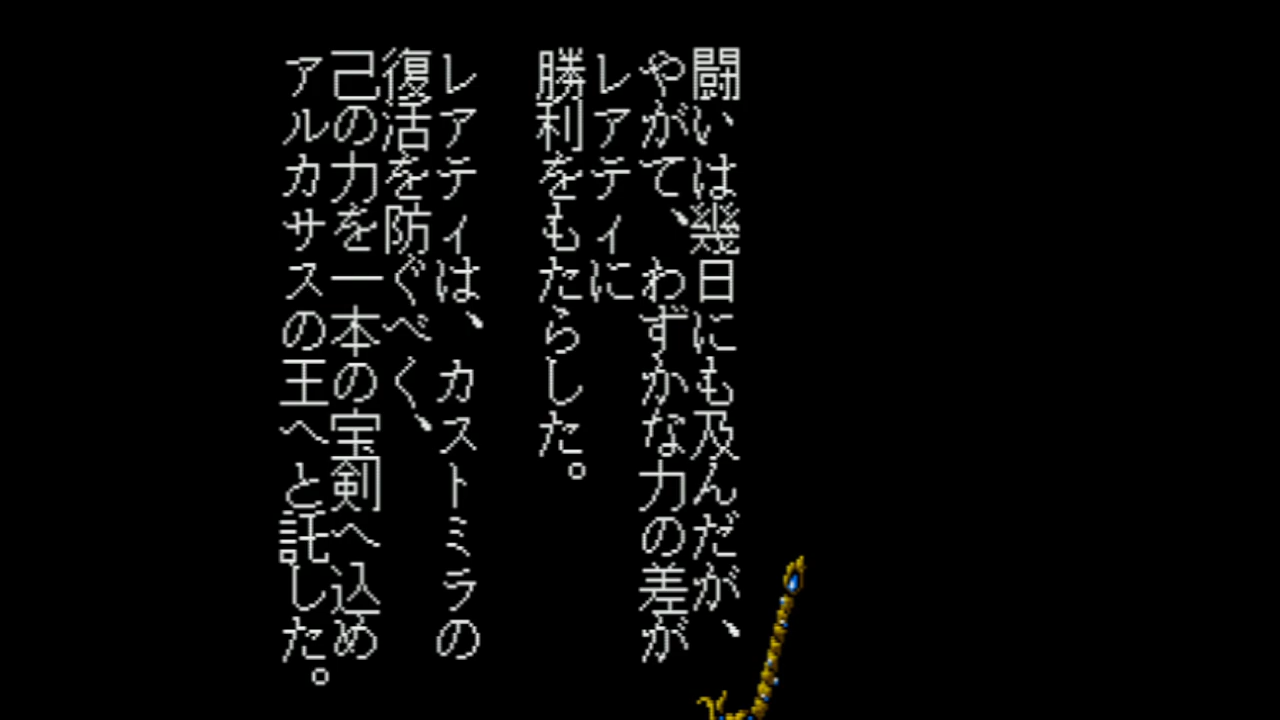 闘いは幾日にも及んだが、
やがて、わずかな力の差が
レアティに
勝利をもたらした。
レアティは、カストミラの
復活を防ぐべく、
己の力を一本の宝剣へ込め
アルカサスの王へと託した。